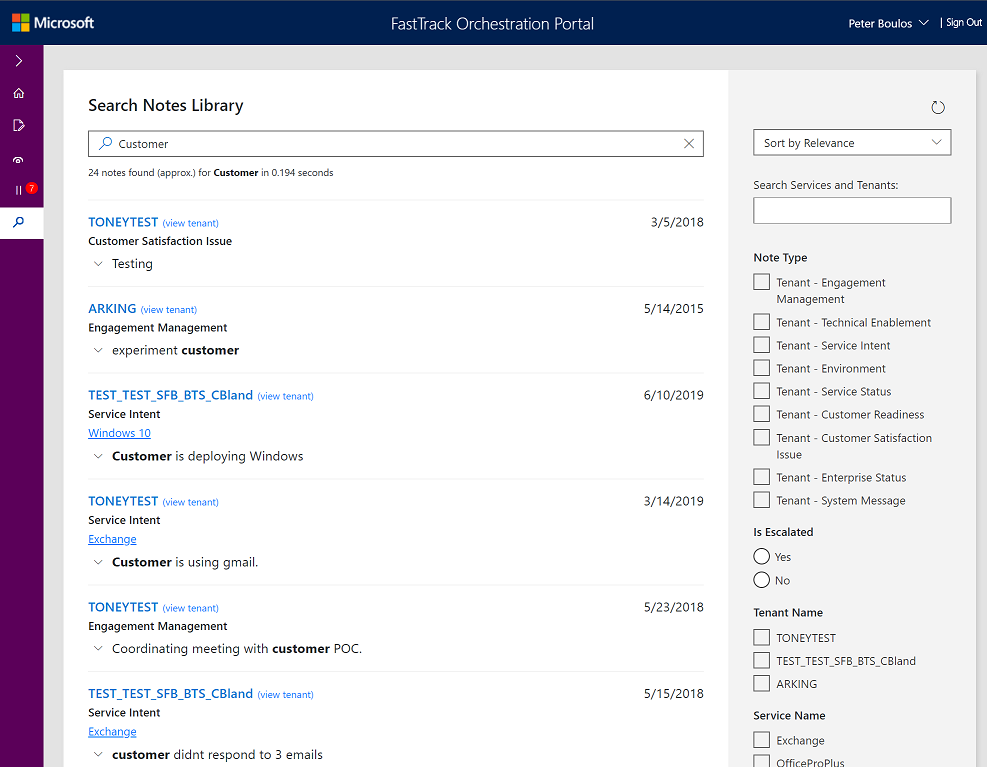 Microsoft
FastTrack Orchestration Portal
Peter Boulos
| Sign Out
7
Search Notes Library
Customer
24 notes found (approx.) for Customer in 0.194 seconds
TONEYTEST (view tenant) 3/5/2018
Customer Satisfaction Issue
Testing
ARKING (view tenant) 5/14/2015
Engagement Management
experiment customer
TEST_TEST_SFB_BTS_CBland (view tenant) 6/10/2019
Service Intent
Windows 10
Customer is deploying Windows
TONEYTEST (view tenant) 3/14/2019
Service Intent
Exchange
Customer is using gmail.
TONEYTEST (view tenant) 5/23/2018
Engagement Management
Coordinating meeting with customer POC.
TEST_TEST_SFB_BTS_CBland (view tenant) 5/15/2018
Service Intent
Exchange
customer didnt respond to 3 emails
Sort by Relevance
Search Services and Tenants:
Note Type
Tenant - Engagement
Management
Tenant - Technical Enablement
Tenant - Service Intent
Tenant - Environment
Tenant - Service Status
Tenant - Customer Readiness
Tenant - Customer Satisfaction
Issue
Tenant - Enterprise Status
Tenant - System Message
Is Escalated
Yes
No
Tenant Name
TONEYTEST
TEST_TEST_SFB_BTS_CBland
ARKING
Service Name
Exchange
OfficeProPlus